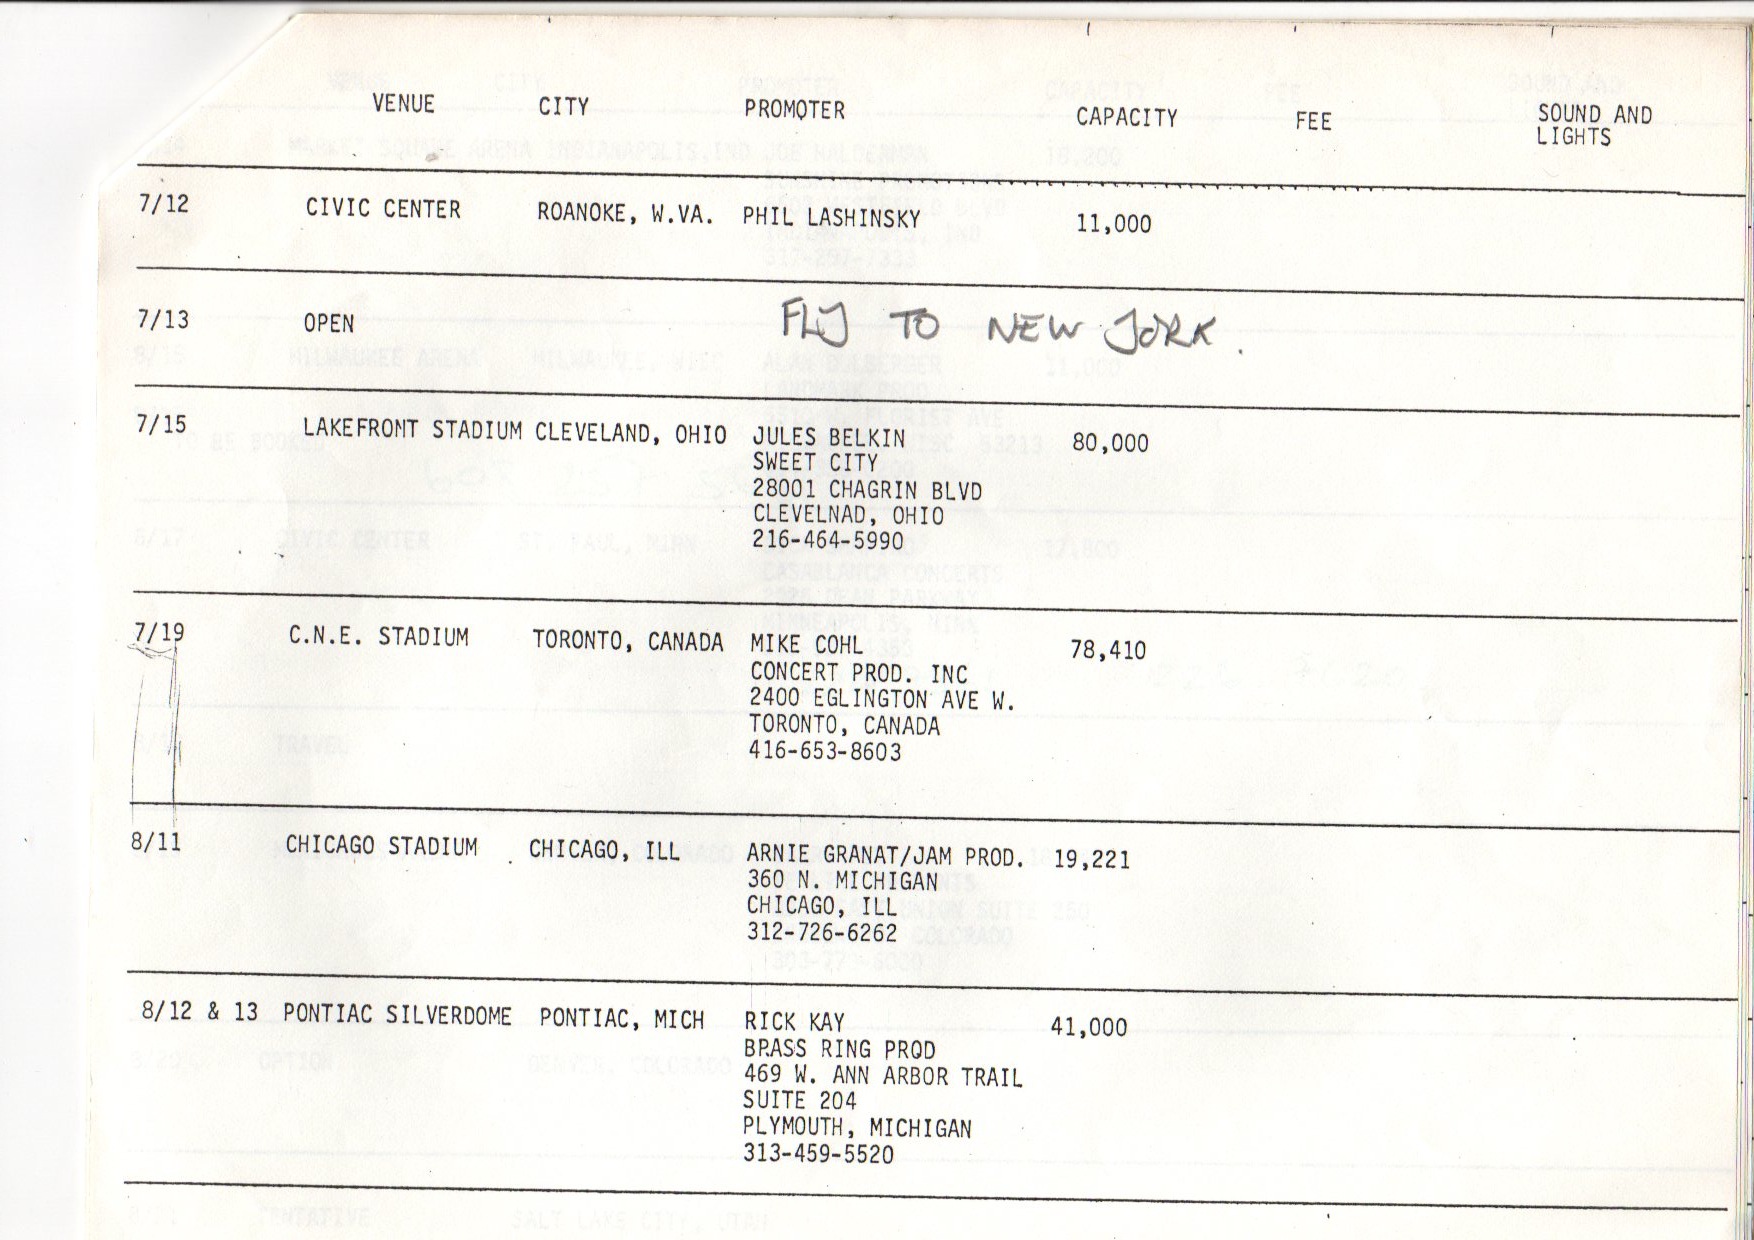 VENUE CITY PROMOTER CAPACITY FEE SOUND AND
LIGHTS
7/12 CIVIC CENTER ROANOKE, W.VA. PHIL LASHINSKY 11,000
7/13 OPEN FLY TO NEW YORK.
7/15 LAKEFRONT STADIUM CLEVELAND, OHIO JULES BELKIN 80,000
SWEET CITY
28001 CHAGRIN BLVD
CLEVELNAD, OHIO
216-464-5990
7/19 C.N.E. STADIUM TORONTO, CANADA MIKE COHL 78,410
CONCERT PROD. INC
2400 EGLINGTON AVE W.
TORONTO, CANADA
416-653-8603
8/11 CHICAGO STADIUM CHICAGO, ILL ARNIE GRANAT/JAM PROD. 19,221
360 N. MICHIGAN
CHICAGO, ILL
312-726-6262
8/12 & 13 PONTIAC SILVERDOME PONTIAC, MICH RICK KAY 41,000
BRASS RING PROD
469 W. ANN ARBOR TRAIL
SUITE 204
PLYMOUTH, MICHIGAN
313-459-5520